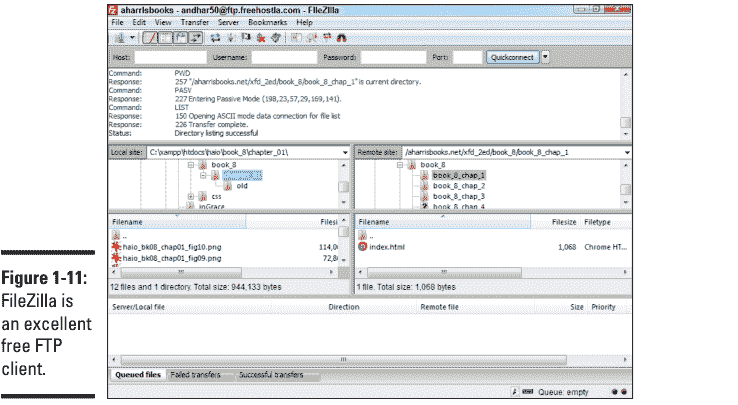 aharrisbooks - andhar50@ftp.freehostia.com - FileZilla
File Edit View Transfer Server Bookmarks Help
Host: Username: Password: Port: Quickconnect
Command: PWD
Response: 257 "/aharrisbooks.net/xfd_2ed/book_8/book_8_chap_1" is current directory.
Command: PASV
Response: 227 Entering Passive Mode (198,23,57,29,169,141).
Command: LIST
Response: 150 Opening ASCII mode data connection for file list
Response: 226 Transfer complete.
Status: Directory listing successful
Local site: C:\xampp\htdocs\haio\book_8\chapter_01\
Remote site: /aharrisbooks.net/xfd_2ed/book_8/book_8_chap_1
book_8
old
css
inGrace
book_8
book_8_chap_1
book_8_chap_2
book_8_chap_3
book_8_chap_4
Filename Filesi
..
haio_bk08_chap01_fig10.png 114,0
haio_bk08_chap01_fig09.png 72,8
12 files and 1 directory. Total size: 944,133 bytes
Filename Filesize Filetype
..
index.html 1,068 Chrome HT...
1 file. Total size: 1,068 bytes
Server/Local file Direction Remote file Size Priority
Queued files Failed transfers Successful transfers
Queue: empty
Figure 1-11:
FileZilla is
an excellent
free FTP
client.